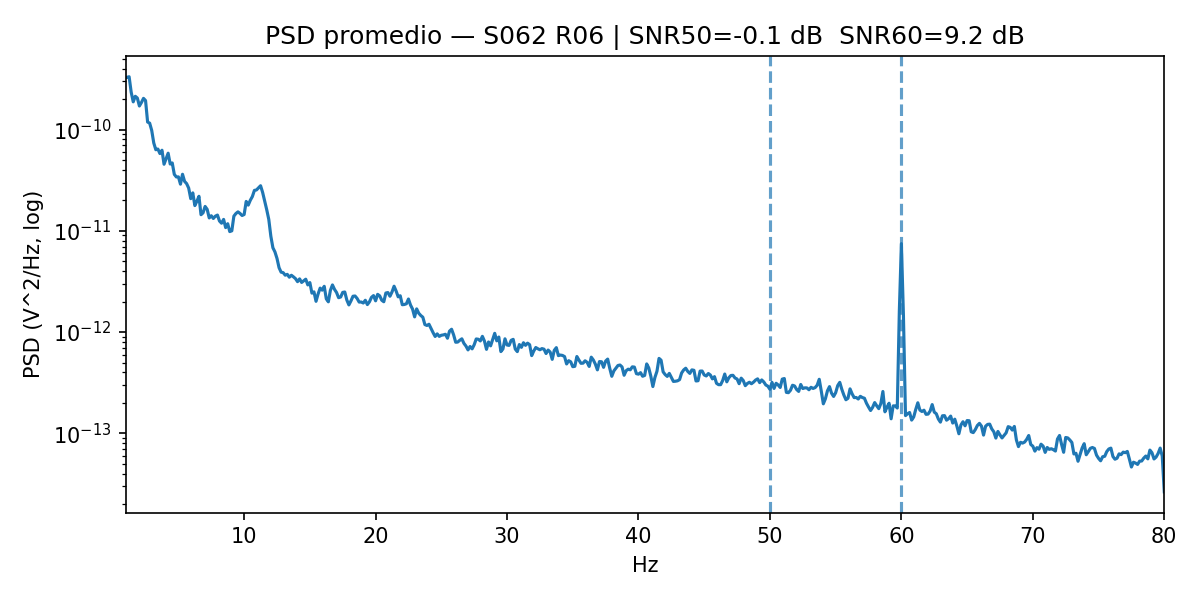 PSD promedio — S062 R06 | SNR50=-0.1 dB  SNR60=9.2 dB
PSD (V^2/Hz, log)
10⁻¹⁰
10⁻¹¹
10⁻¹²
10⁻¹³
10 20 30 40 50 60 70 80
Hz